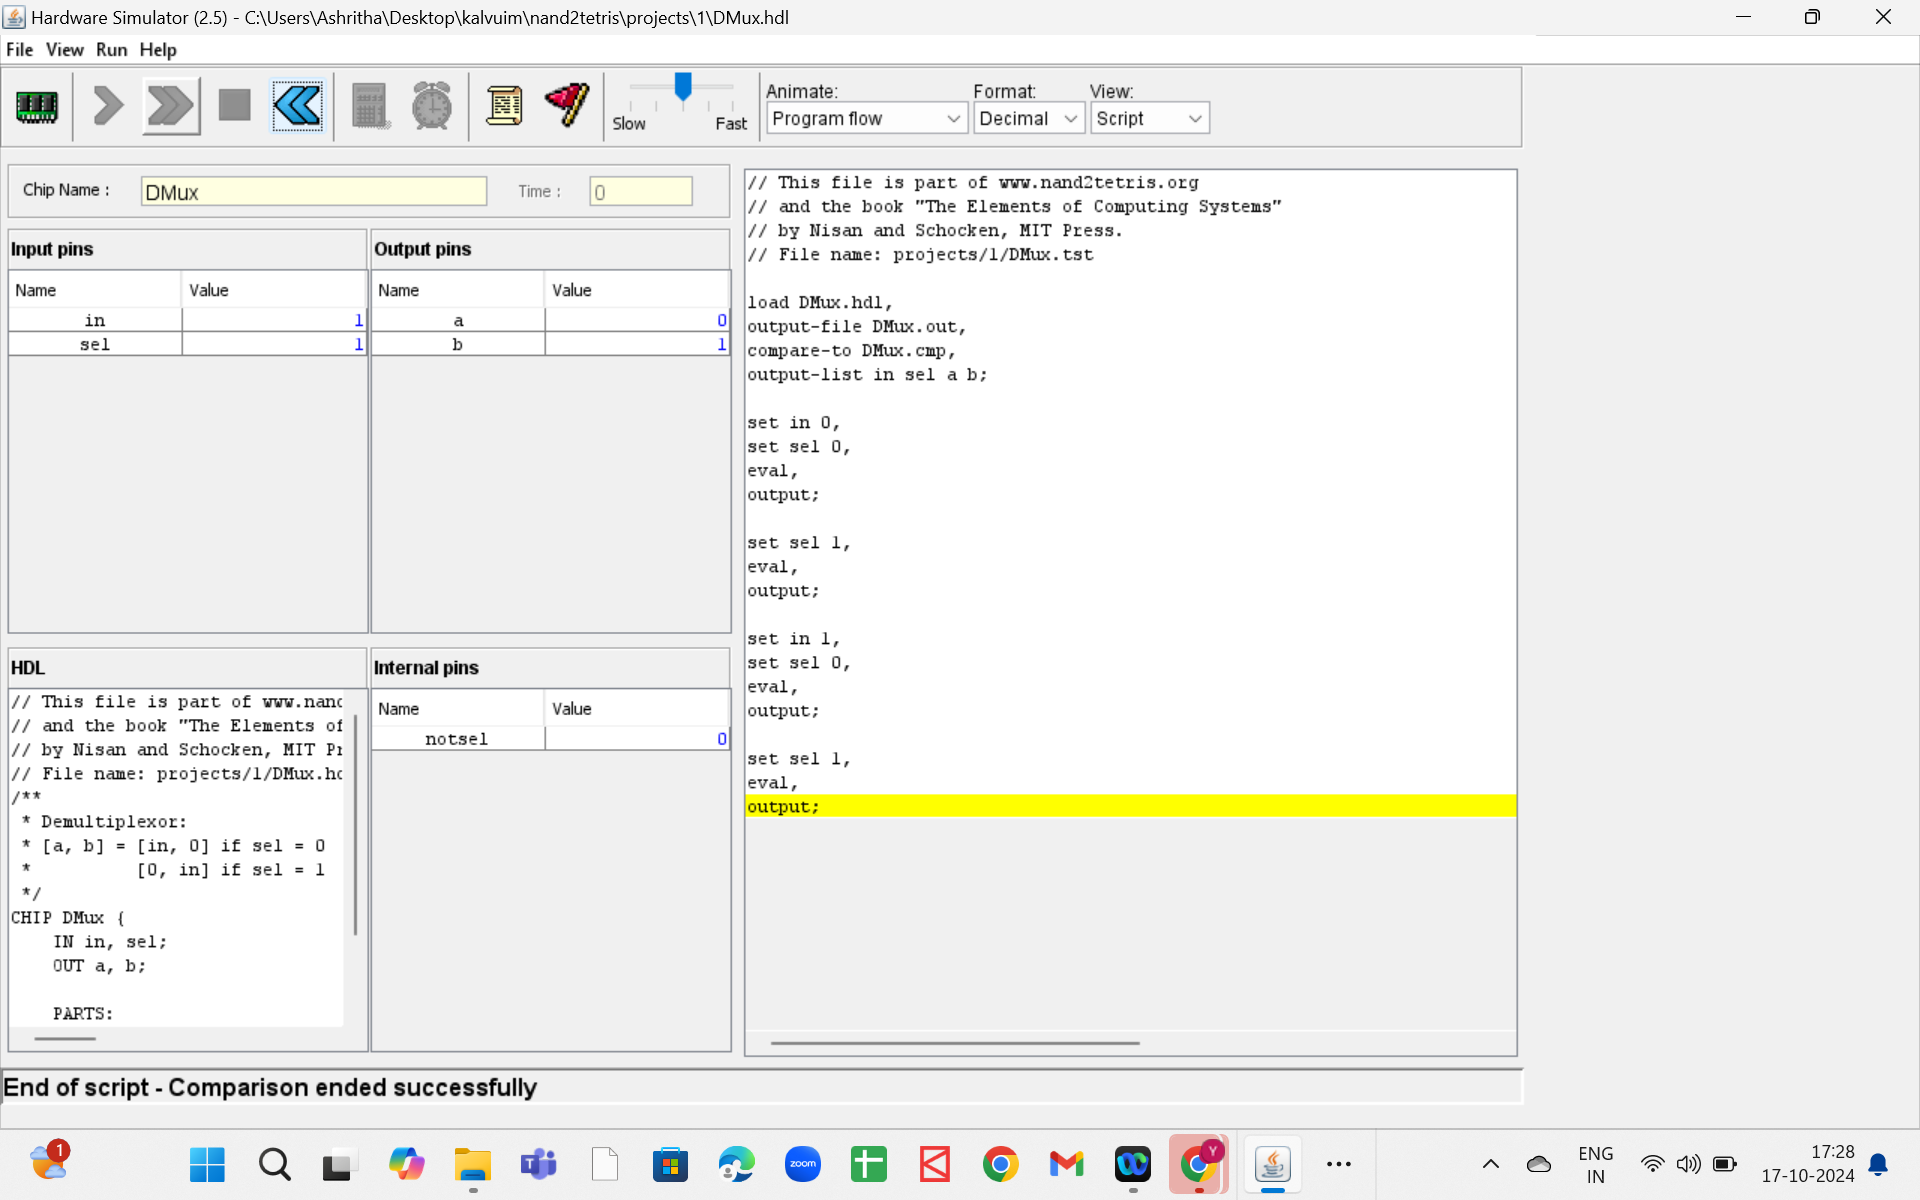 Hardware Simulator (2.5) - C:\Users\Ashritha\Desktop\kalvuim\nand2tetris\projects\1\DMux.hdl
File View Run Help
Slow Fast
Animate: Format: View:
Program flow Decimal Script
Chip Name : DMux Time : 0
Input pins
Name Value
in 1
sel 1
Output pins
Name Value
a 0
b 1
HDL
// This file is part of www.nand
// and the book "The Elements of
// by Nisan and Schocken, MIT Pr
// File name: projects/1/DMux.hd
/**
* Demultiplexor:
* [a, b] = [in, 0] if sel = 0
* [0, in] if sel = 1
*/
CHIP DMux {
IN in, sel;
OUT a, b;
PARTS:
Internal pins
Name Value
notsel 0
// This file is part of www.nand2tetris.org
// and the book "The Elements of Computing Systems"
// by Nisan and Schocken, MIT Press.
// File name: projects/1/DMux.tst
load DMux.hdl,
output-file DMux.out,
compare-to DMux.cmp,
output-list in sel a b;
set in 0,
set sel 0,
eval,
output;
set sel 1,
eval,
output;
set in 1,
set sel 0,
eval,
output;
set sel 1,
eval,
output;
End of script - Comparison ended successfully
1
zoom
Y
ENG
IN
17:28
17-10-2024